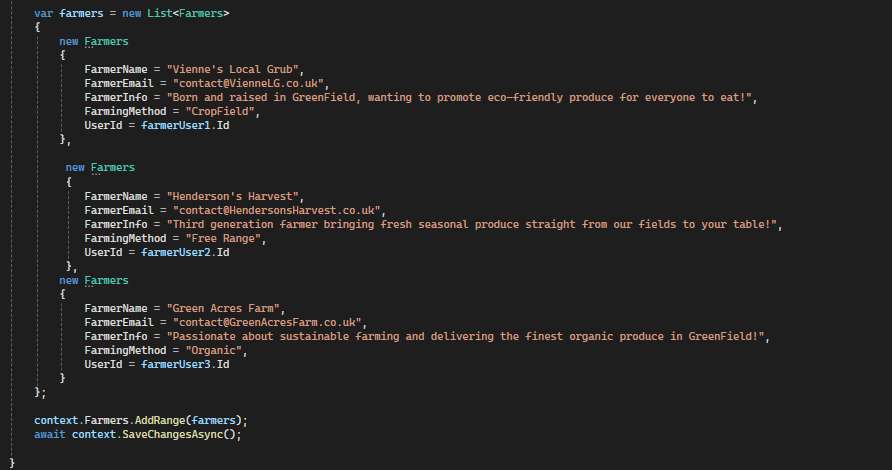 var farmers = new List<Farmers>
{
new Farmers
{
FarmerName = "Vienne's Local Grub",
FarmerEmail = "contact@VienneLG.co.uk",
FarmerInfo = "Born and raised in GreenField, wanting to promote eco-friendly produce for everyone to eat!",
FarmingMethod = "CropField",
UserId = farmerUser1.Id
},
new Farmers
{
FarmerName = "Henderson's Harvest",
FarmerEmail = "contact@HendersonsHarvest.co.uk",
FarmerInfo = "Third generation farmer bringing fresh seasonal produce straight from our fields to your table!",
FarmingMethod = "Free Range",
UserId = farmerUser2.Id
},
new Farmers
{
FarmerName = "Green Acres Farm",
FarmerEmail = "contact@GreenAcresFarm.co.uk",
FarmerInfo = "Passionate about sustainable farming and delivering the finest organic produce in GreenField!",
FarmingMethod = "Organic",
UserId = farmerUser3.Id
}
};
context.Farmers.AddRange(farmers);
await context.SaveChangesAsync();
}